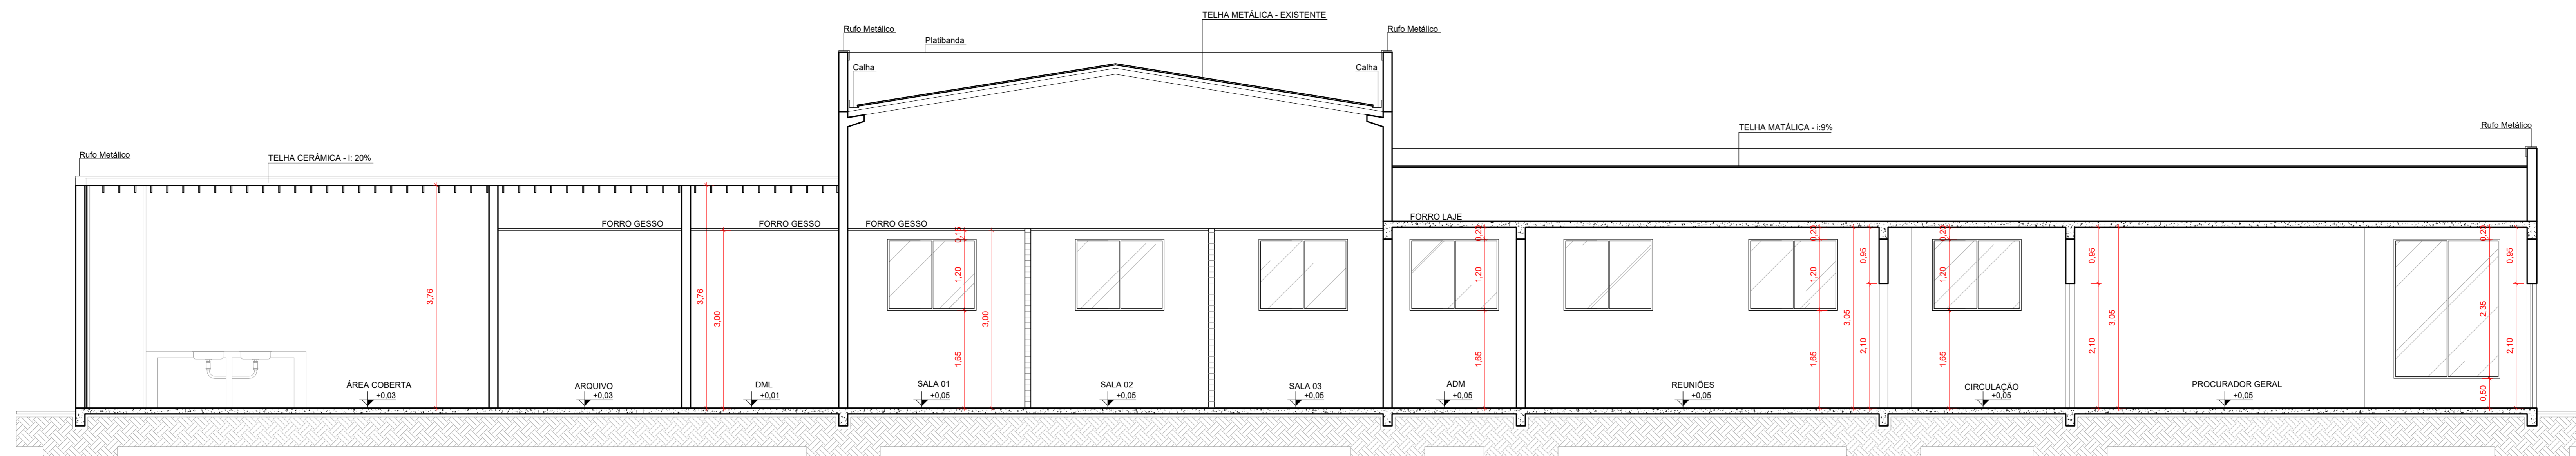 TELHA METÁLICA - EXISTENTE
Rufo Metálico
Rufo Metálico
Platibanda
Calha
Calha
TELHA MATÁLICA - i:9%
Rufo Metálico
Rufo Metálico
TELHA CERÂMICA - i: 20%
FORRO GESSO
FORRO GESSO
FORRO GESSO
FORRO LAJE
3,76
3,76
3,00
0,15
1,20
1,65
3,00
0,20
1,20
1,65
0,20
1,20
1,65
3,05
0,95
2,10
0,20
1,20
1,65
0,95
2,10
3,05
0,20
2,35
0,50
0,95
2,10
ÁREA COBERTA
+0,03
ARQUIVO
+0,03
DML
+0,01
SALA 01
+0,05
SALA 02
+0,05
SALA 03
+0,05
ADM
+0,05
REUNIÕES
+0,05
CIRCULAÇÃO
+0,05
PROCURADOR GERAL
+0,05